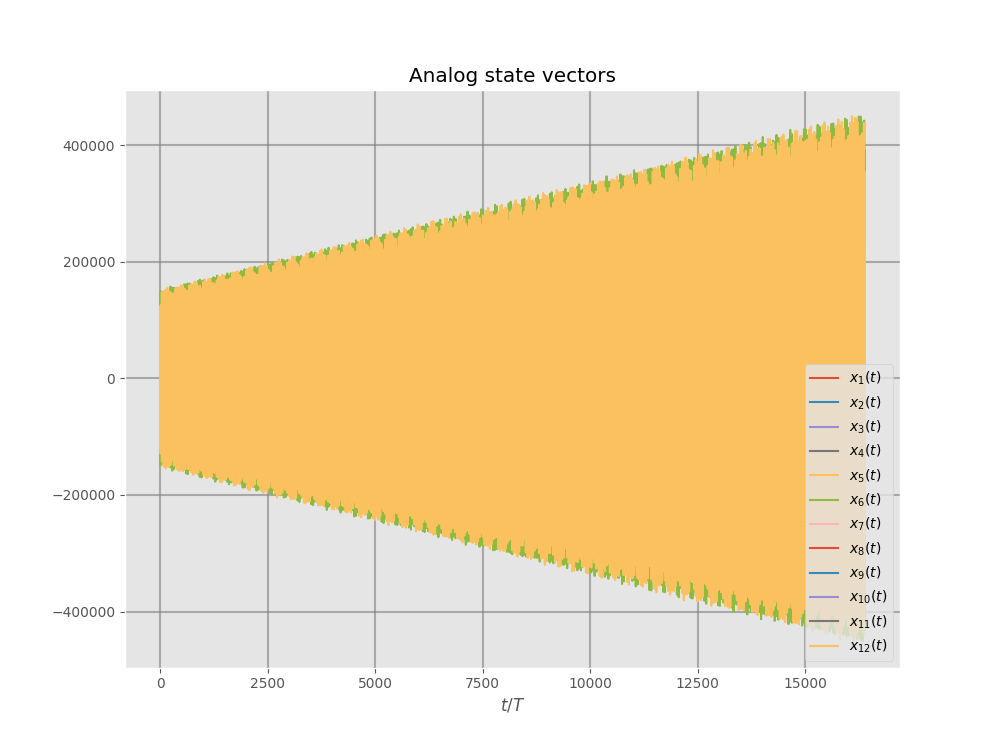 Analog state vectors
400000
200000
0
−200000
−400000
0 2500 5000 7500 10000 12500 15000
t/T
x₁(t)
x₂(t)
x₃(t)
x₄(t)
x₅(t)
x₆(t)
x₇(t)
x₈(t)
x₉(t)
x₁₀(t)
x₁₁(t)
x₁₂(t)